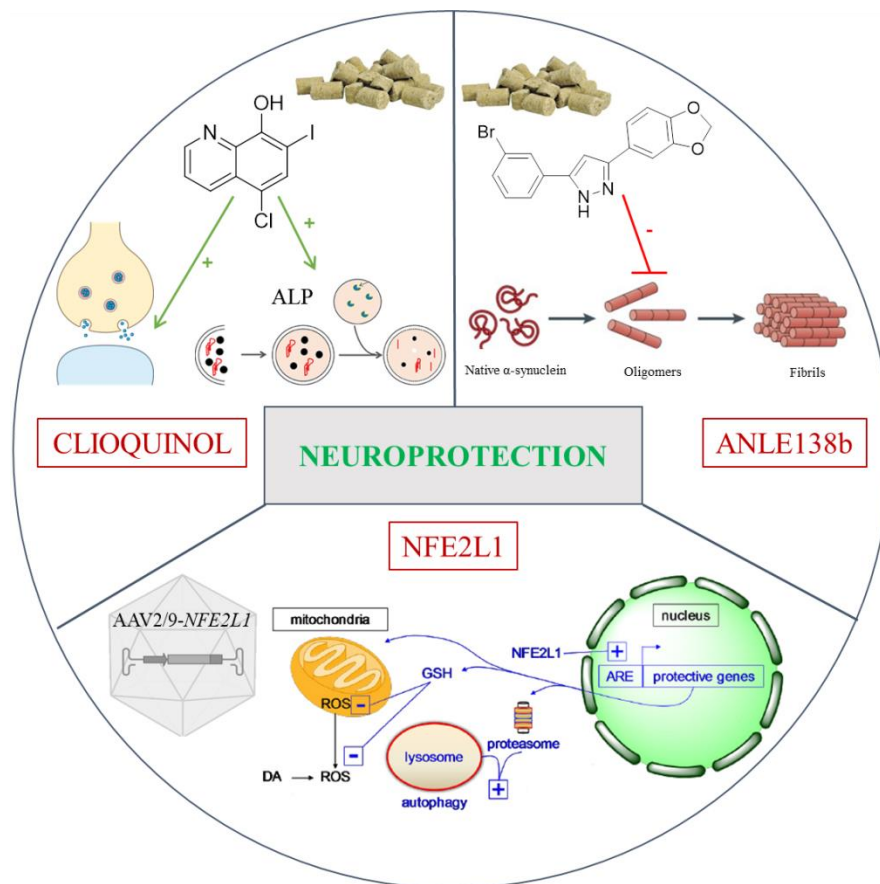 OH
N
I
Cl
+
+
ALP
CLIOQUINOL
Br
O
O
N
N
H
-
Native α-synuclein
Oligomers
Fibrils
ANLE138b
NEUROPROTECTION
NFE2L1
AAV2/9-NFE2L1
mitochondria
ROS
-
GSH
-
DA
ROS
lysosome
autophagy
+
proteasome
nucleus
NFE2L1
+
ARE
protective genes